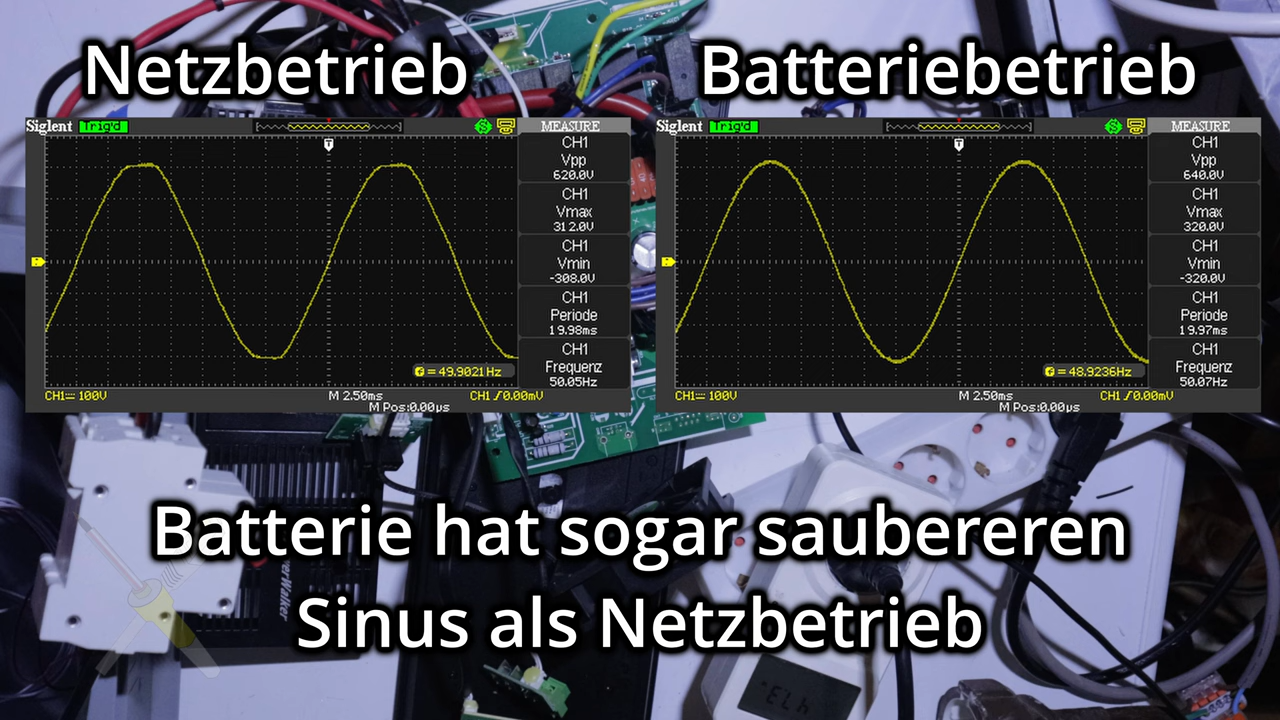 Netzbetrieb
Batteriebetrieb
Siglent Trig'd MEASURE
CH1
Vpp
620.0V
CH1
Vmax
312.0V
CH1
Vmin
-308.0V
CH1
Periode
19.98ms
CH1
Frequenz
50.05Hz
f = 49.9021Hz
CH1 100V M 2.50ms CH1 0.00mV
M Pos:0.00µs
Siglent Trig'd MEASURE
CH1
Vpp
640.0V
CH1
Vmax
320.0V
CH1
Vmin
-320.0V
CH1
Periode
19.97ms
CH1
Frequenz
50.07Hz
f = 48.9236Hz
CH1 100V M 2.50ms CH1 0.00mV
M Pos:0.00µs
Batterie hat sogar saubereren
Sinus als Netzbetrieb